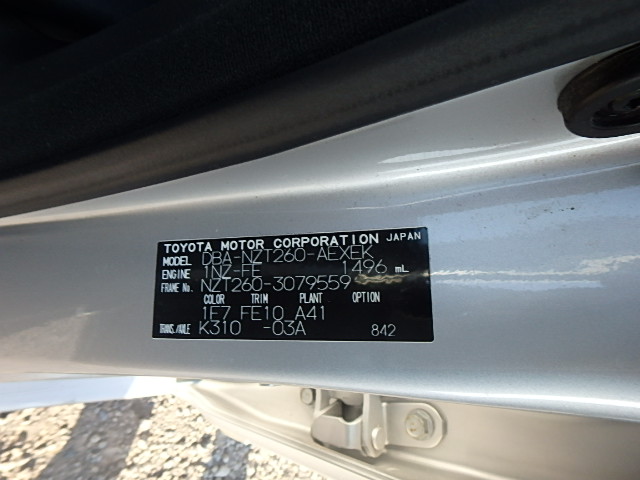 TOYOTA MOTOR CORPORATION JAPAN
MODEL DBA-NZT260-AEXEK
ENGINE 1NZ-FE 1496 mL
FRAME No. NZT260-3079559
COLOR TRIM PLANT OPTION
1E7 FE10 A41
TRANS./AXLE K310 -03A 842